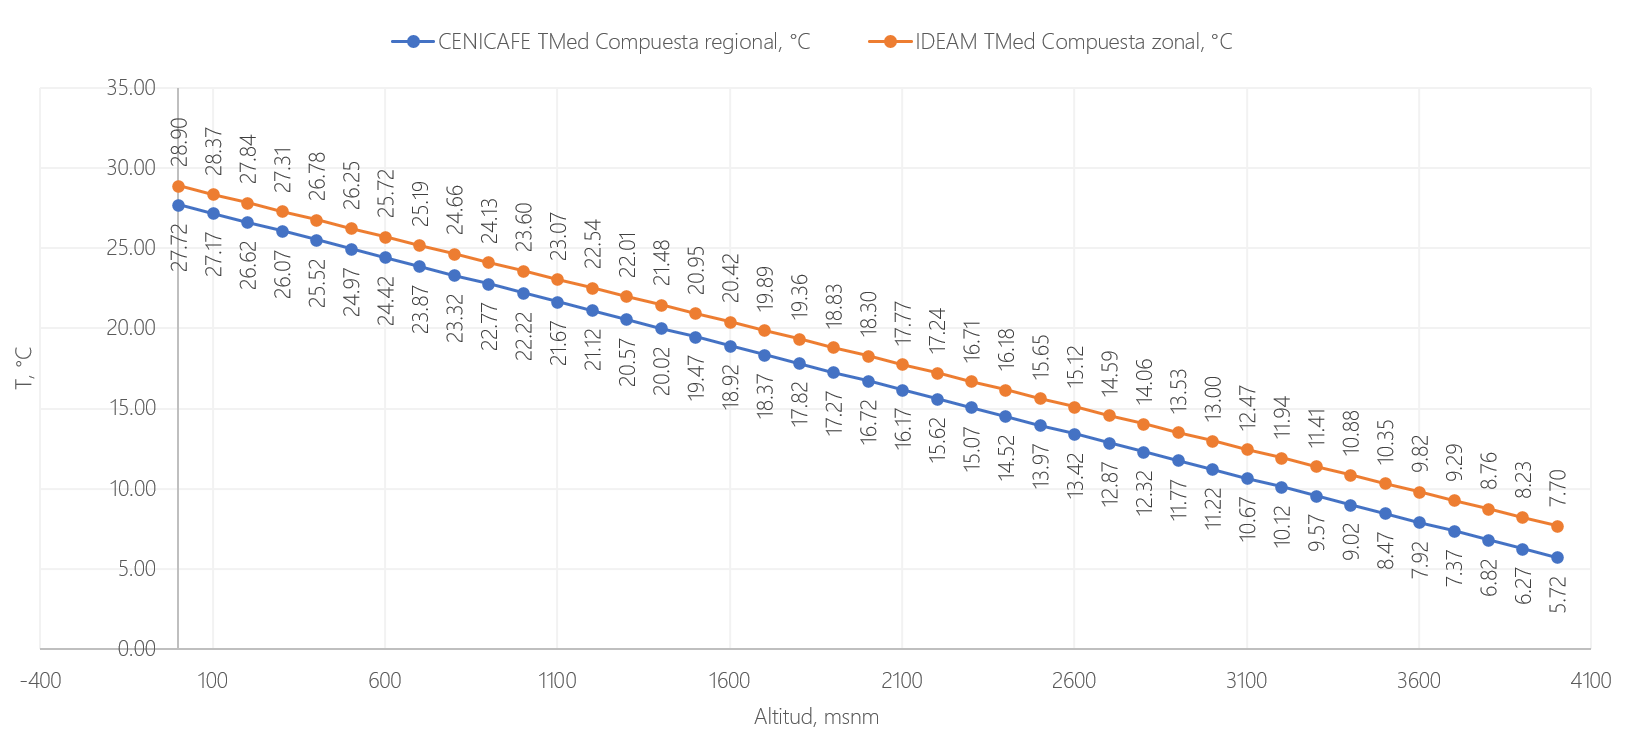 CENICAFE TMed Compuesta regional, °C IDEAM TMed Compuesta zonal, °C
35.00
30.00
25.00
20.00
15.00
10.00
5.00
0.00
T, °C
28.90 28.37 27.84 27.31 26.78 26.25 25.72 25.19 24.66 24.13 23.60 23.07 22.54 22.01 21.48 20.95 20.42 19.89 19.36 18.83 18.30 17.77 17.24 16.71 16.18 15.65 15.12 14.59 14.06 13.53 13.00 12.47 11.94 11.41 10.88 10.35 9.82 9.29 8.76 8.23 7.70
27.72 27.17 26.62 26.07 25.52 24.97 24.42 23.87 23.32 22.77 22.22 21.67 21.12 20.57 20.02 19.47 18.92 18.37 17.82 17.27 16.72 16.17 15.62 15.07 14.52 13.97 13.42 12.87 12.32 11.77 11.22 10.67 10.12 9.57 9.02 8.47 7.92 7.37 6.82 6.27 5.72
-400 100 600 1100 1600 2100 2600 3100 3600 4100
Altitud, msnm